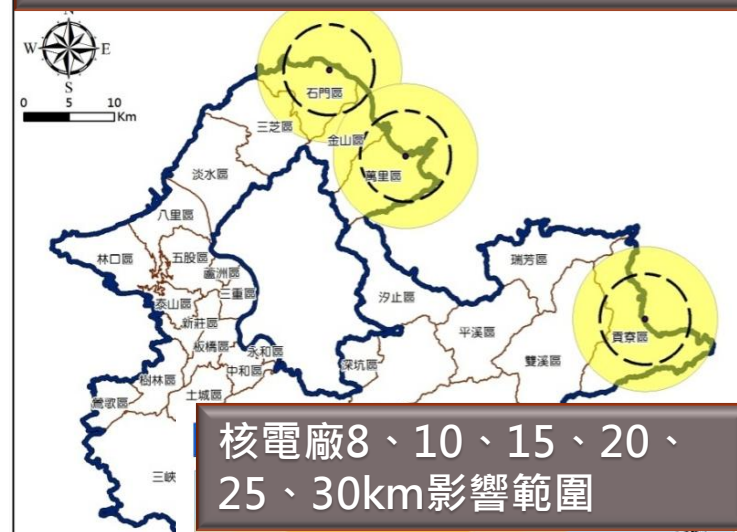 N
W
E
S
0 5 10
Km
石門區
三芝區
金山區
萬里區
淡水區
八里區
林口區
五股區
蘆洲區
三重區
泰山區
新莊區
板橋區
永和區
中和區
樹林區
土城區
鶯歌區
三峽
汐止區
深坑區
瑞芳區
平溪區
雙溪區
貢寮區
核電廠8、10、15、20、
25、30km影響範圍